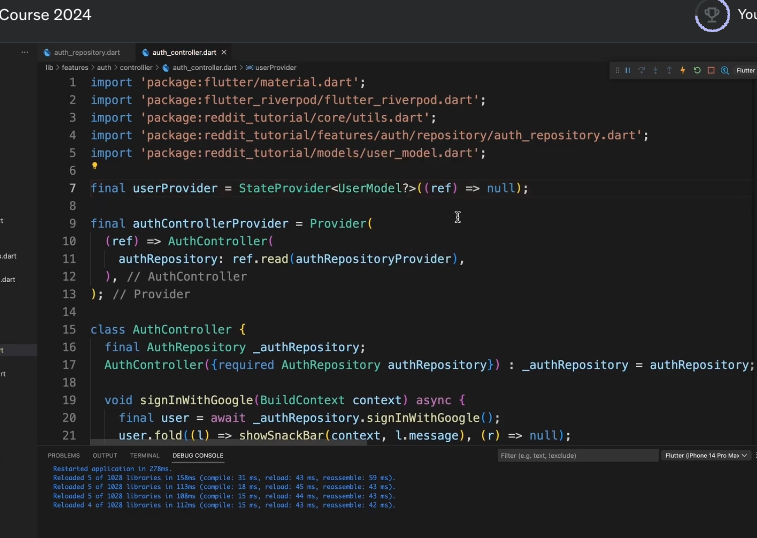 Course 2024
You
auth_repository.dart
auth_controller.dart
lib > features > auth > controlller > auth_controller.dart > userProvider
Flutter
1 import 'package:flutter/material.dart';
2 import 'package:flutter_riverpod/flutter_riverpod.dart';
3 import 'package:reddit_tutorial/core/utils.dart';
4 import 'package:reddit_tutorial/features/auth/repository/auth_repository.dart';
5 import 'package:reddit_tutorial/models/user_model.dart';
6
7 final userProvider = StateProvider<UserModel?>((ref) => null);
8
9 final authControllerProvider = Provider(
10 (ref) => AuthController(
11 authRepository: ref.read(authRepositoryProvider),
12 ), // AuthController
13 ); // Provider
14
15 class AuthController {
16 final AuthRepository _authRepository;
17 AuthController({required AuthRepository authRepository}) : _authRepository = authRepository;
18
19 void signInWithGoogle(BuildContext context) async {
20 final user = await _authRepository.signInWithGoogle();
21 user.fold((l) => showSnackBar(context, l.message), (r) => null);
PROBLEMS OUTPUT TERMINAL DEBUG CONSOLE
Filter (e.g. text, !exclude)
Flutter (iPhone 14 Pro Max)
Restarted application in 278ms.
Reloaded 5 of 1028 libraries in 158ms (compile: 31 ms, reload: 43 ms, reassemble: 59 ms).
Reloaded 5 of 1028 libraries in 113ms (compile: 18 ms, reload: 45 ms, reassemble: 43 ms).
Reloaded 5 of 1028 libraries in 108ms (compile: 15 ms, reload: 44 ms, reassemble: 43 ms).
Reloaded 4 of 1028 libraries in 112ms (compile: 15 ms, reload: 43 ms, reassemble: 42 ms).